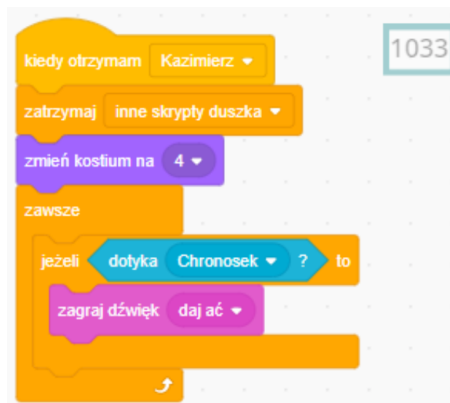 kiedy otrzymam Kazimierz
1033
zatrzymaj inne skrypty duszka
zmień kostium na 4
zawsze
jeżeli dotyka Chronosek ? to
zagraj dźwięk daj ać